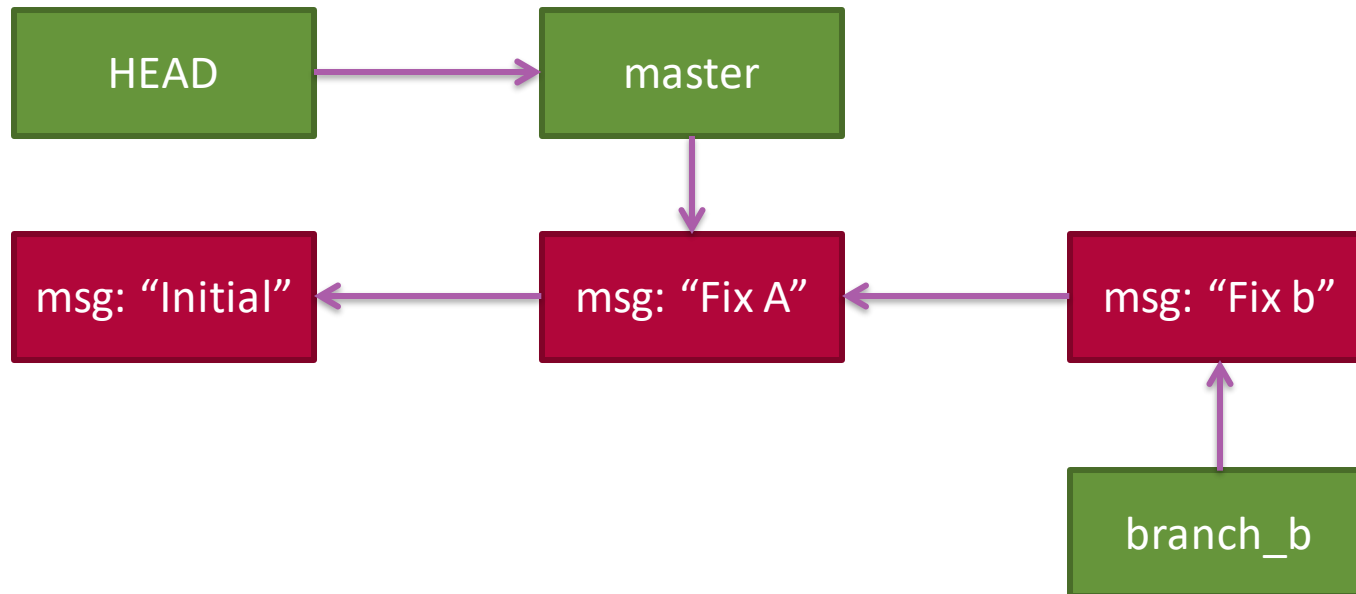 HEAD
master
msg: “Initial”
msg: “Fix A”
msg: “Fix b”
branch_b